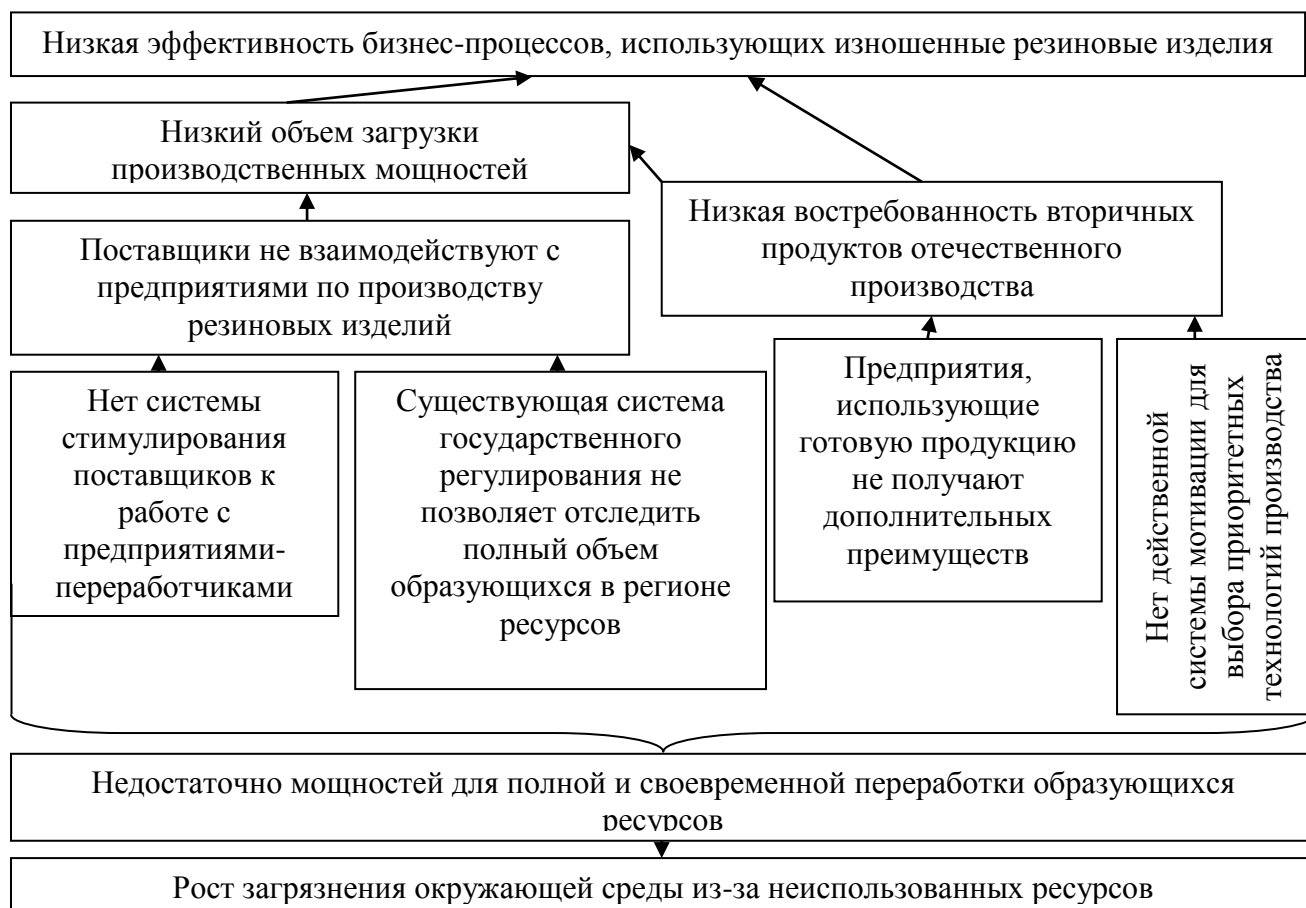 Низкая эффективность бизнес-процессов, использующих изношенные резиновые изделия
Низкий объем загрузки
производственных мощностей
Низкая востребованность вторичных
продуктов отечественного
производства
Поставщики не взаимодействуют с
предприятиями по производству
резиновых изделий
Нет системы
стимулирования
поставщиков к
работе с
предприятиями-
переработчиками
Существующая система
государственного
регулирования не
позволяет отследить
полный объем
образующихся в регионе
ресурсов
Предприятия,
использующие
готовую продукцию
не получают
дополнительных
преимуществ
Нет действенной
системы мотивации для
выбора приоритетных
технологий производства
Недостаточно мощностей для полной и своевременной переработки образующихся
ресурсов
Рост загрязнения окружающей среды из-за неиспользованных ресурсов